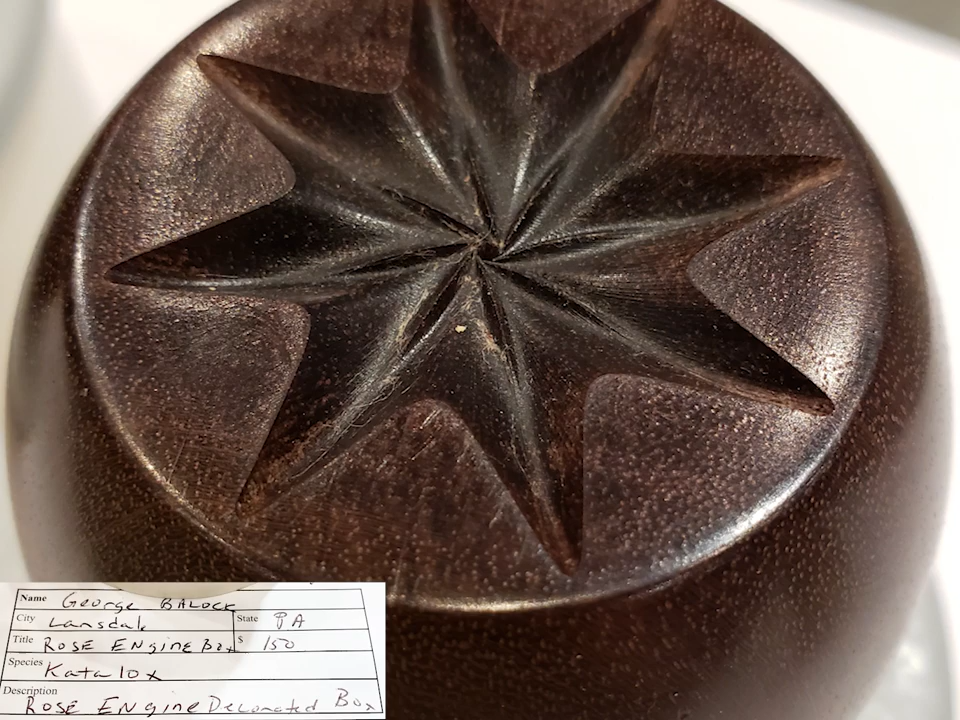 Name George BALOCK
City Lansdale State PA
Title ROSE ENgine Box $ 150
Species Katalox
Description
ROSE ENgine Decorated Box